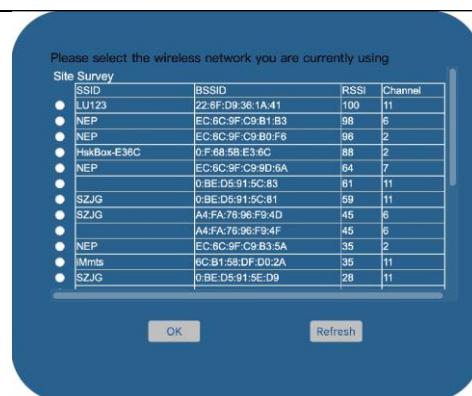 Please select the wireless network you are currently using
Site Survey
SSID BSSID RSSI Channel
LU123 22:6F:D9:36:1A:41 100 11
NEP EC:6C:9F:C9:B1:B3 98 6
NEP EC:6C:9F:C9:B0:F6 96 2
HskBox-E36C 0:F:68:5B:E3:6C 88 2
NEP EC:6C:9F:C9:9D:6A 64 7
0:BE:D5:91:5C:83 61 11
SZJG 0:BE:D5:91:5C:81 59 11
SZJG A4:FA:76:96:F9:4D 45 6
A4:FA:76:96:F9:4F 45 6
NEP EC:6C:9F:C9:B3:5A 35 2
iMmts 6C:B1:58:DF:D0:2A 35 11
SZJG 0:BE:D5:91:5E:D9 28 11
OK Refresh